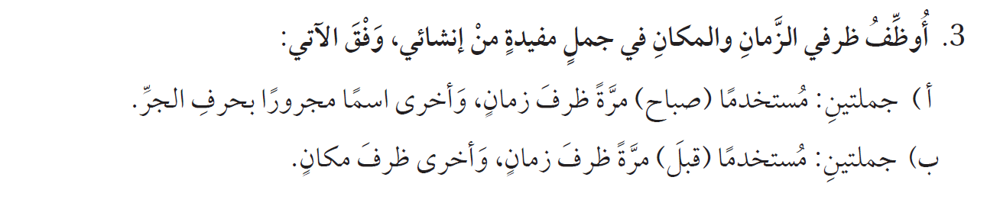 3. أُوظِّفُ ظرفي الزَّمانِ والمكانِ في جملٍ مفيدةٍ منْ إنشائي، وَفْقَ الآتي:
أ) جملتينِ: مُستخدمًا (صباح) مرَّةً ظرفَ زمانٍ، وَأخرى اسمًا مجرورًا بحرفِ الجرِّ.
ب) جملتينِ: مُستخدمًا (قبلَ) مرَّةً ظرفَ زمانٍ، وَأخرى ظرفَ مكانٍ.